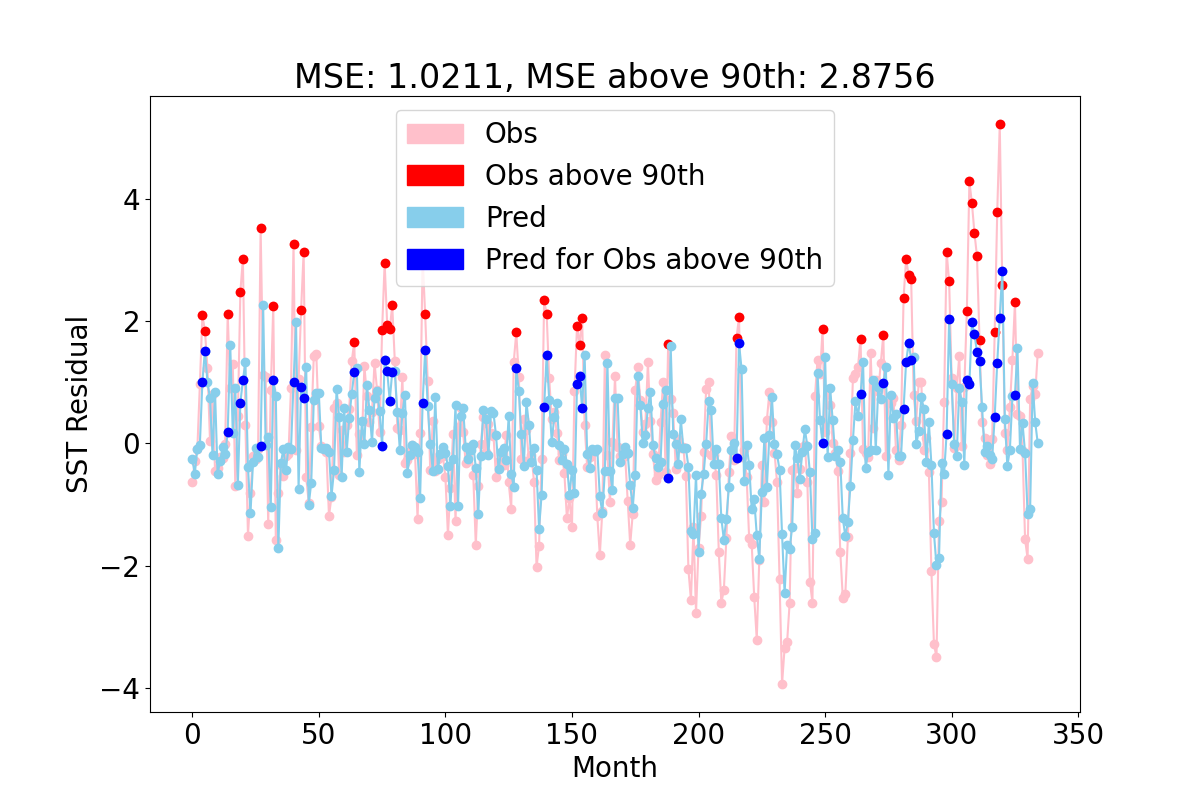 MSE: 1.0211, MSE above 90th: 2.8756
Obs
Obs above 90th
Pred
Pred for Obs above 90th
SST Residual
4
2
0
−2
−4
0 50 100 150 200 250 300 350
Month